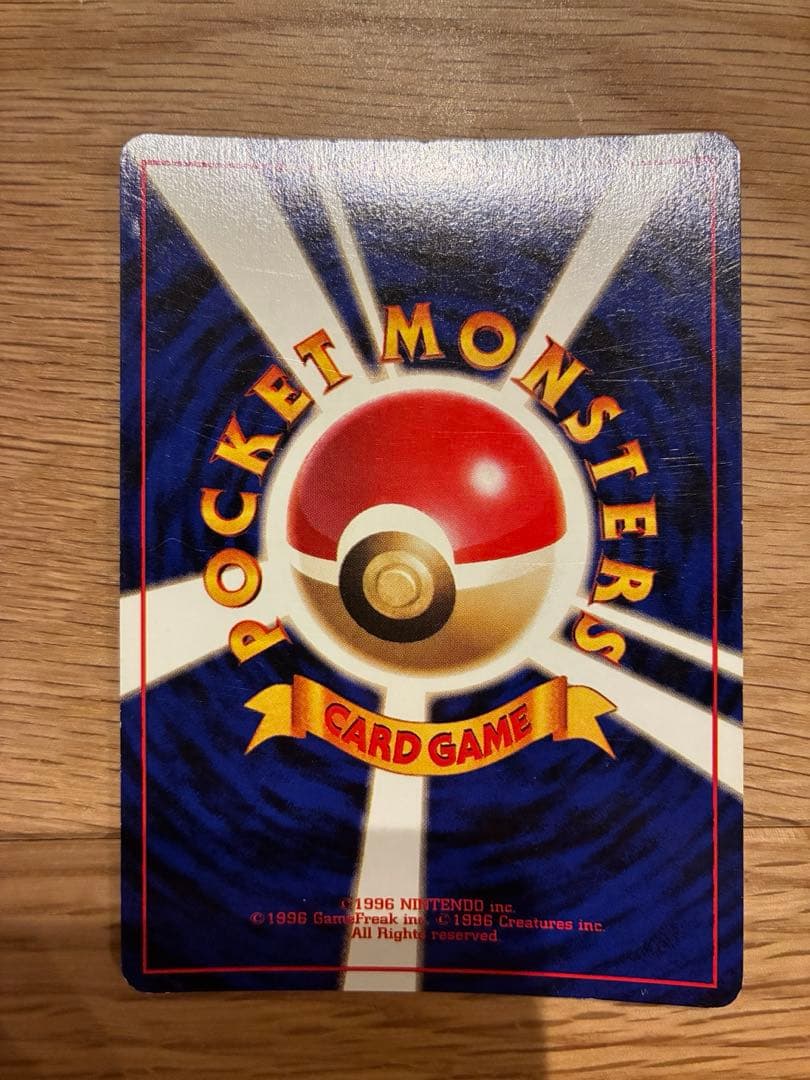 POCKET MONSTERS
CARD GAME
©1996 NINTENDO inc.
©1996 GameFreak inc. ©1996 Creatures inc.
All Rights reserved.